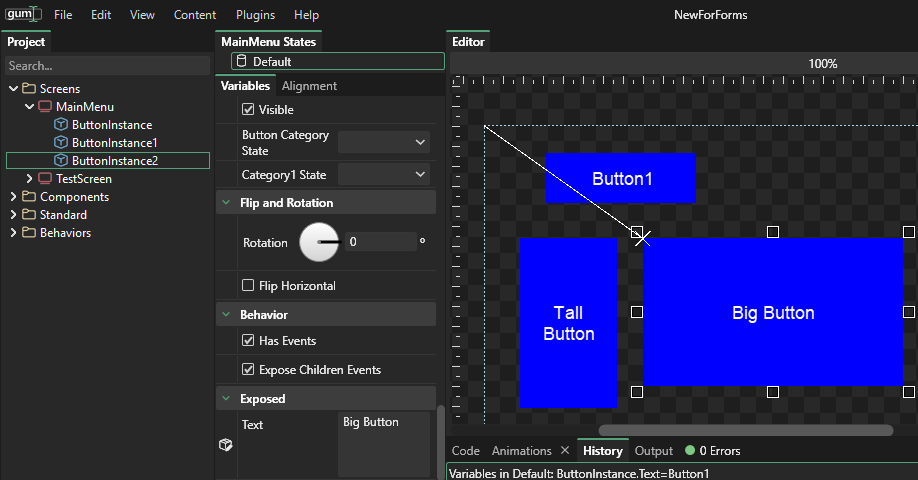 gum File Edit View Content Plugins Help NewForForms
Project
Search...
Screens
MainMenu
ButtonInstance
ButtonInstance1
ButtonInstance2
TestScreen
Components
Standard
Behaviors
MainMenu States
Default
Variables Alignment
Visible
Button Category
State
Category1 State
Flip and Rotation
Rotation 0 °
Flip Horizontal
Behavior
Has Events
Expose Children Events
Exposed
Text Big Button
Editor
100%
Button1
Tall
Button
Big Button
Code Animations × History Output 0 Errors
Variables in Default: ButtonInstance.Text=Button1